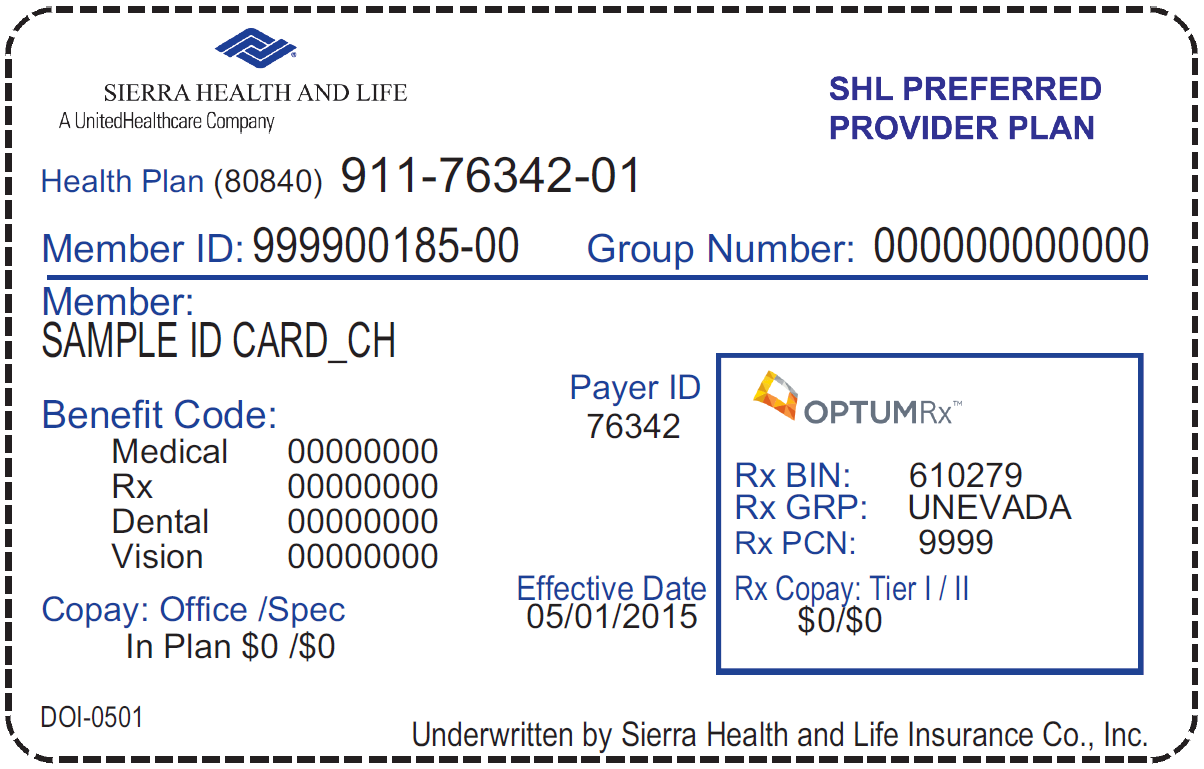 SIERRA HEALTH AND LIFE
A UnitedHealthcare Company
SHL PREFERRED
PROVIDER PLAN
Health Plan (80840) 911-76342-01
Member ID: 999900185-00 Group Number: 000000000000
Member:
SAMPLE ID CARD_CH
Benefit Code:
Medical 00000000
Rx 00000000
Dental 00000000
Vision 00000000
Copay: Office /Spec
In Plan $0 /$0
Payer ID
76342
Effective Date
05/01/2015
OPTUMRx™
Rx BIN: 610279
Rx GRP: UNEVADA
Rx PCN: 9999
Rx Copay: Tier I / II
$0/$0
DOI-0501
Underwritten by Sierra Health and Life Insurance Co., Inc.